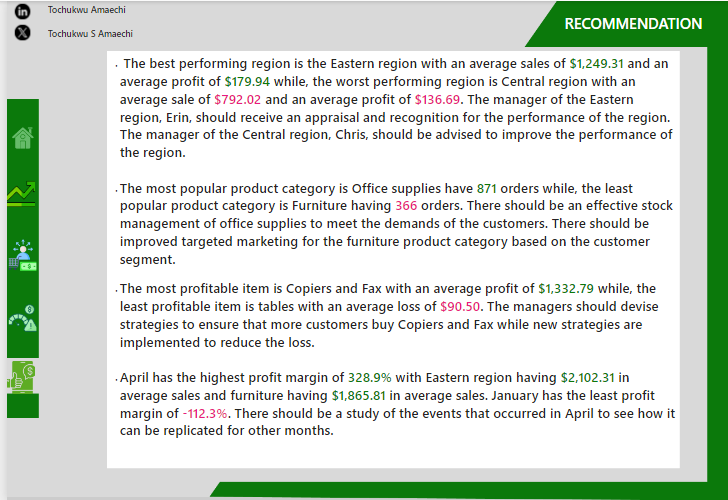 Tochukwu Amaechi
Tochukwu S Amaechi
RECOMMENDATION
. The best performing region is the Eastern region with an average sales of $1,249.31 and an
average profit of $179.94 while, the worst performing region is Central region with an
average sale of $792.02 and an average profit of $136.69. The manager of the Eastern
region, Erin, should receive an appraisal and recognition for the performance of the region.
The manager of the Central region, Chris, should be advised to improve the performance of
the region.
. The most popular product category is Office supplies have 871 orders while, the least
popular product category is Furniture having 366 orders. There should be an effective stock
management of office supplies to meet the demands of the customers. There should be
improved targeted marketing for the furniture product category based on the customer
segment.
. The most profitable item is Copiers and Fax with an average profit of $1,332.79 while, the
least profitable item is tables with an average loss of $90.50. The managers should devise
strategies to ensure that more customers buy Copiers and Fax while new strategies are
implemented to reduce the loss.
. April has the highest profit margin of 328.9% with Eastern region having $2,102.31 in
average sales and furniture having $1,865.81 in average sales. January has the least profit
margin of -112.3%. There should be a study of the events that occurred in April to see how it
can be replicated for other months.